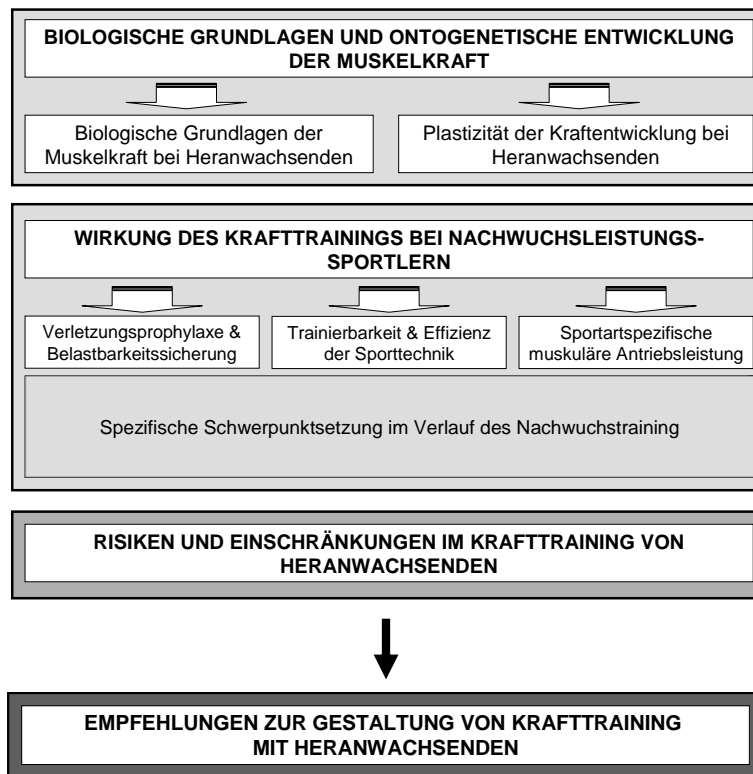 BIOLOGISCHE GRUNDLAGEN UND ONTOGENETISCHE ENTWICKLUNG
DER MUSKELKRAFT
Biologische Grundlagen der
Muskelkraft bei Heranwachsenden
Plastizität der Kraftentwicklung bei
Heranwachsenden
WIRKUNG DES KRAFTTRAININGS BEI NACHWUCHSLEISTUNGS-
SPORTLERN
Verletzungsprophylaxe &
Belastbarkeitssicherung
Trainierbarkeit & Effizienz
der Sporttechnik
Sportartspezifische
muskuläre Antriebsleistung
Spezifische Schwerpunktsetzung im Verlauf des Nachwuchstraining
RISIKEN UND EINSCHRÄNKUNGEN IM KRAFTTRAINING VON
HERANWACHSENDEN
EMPFEHLUNGEN ZUR GESTALTUNG VON KRAFTTRAINING
MIT HERANWACHSENDEN